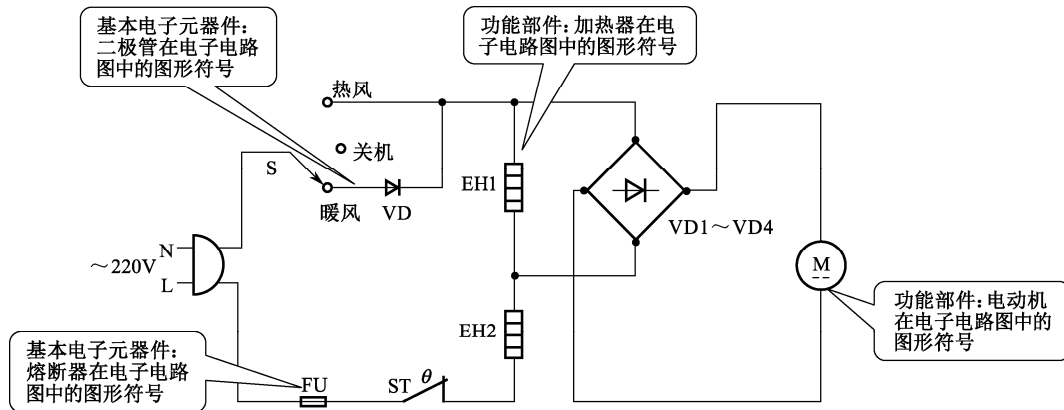 基本电子元器件:
二极管在电子电路
图中的图形符号
功能部件:加热器在电
子电路图中的图形符号
热风
关机
S
暖风
VD
EH1
VD1～VD4
N
～220V
L
M
功能部件:电动机
在电子电路图中的
图形符号
EH2
基本电子元器件:
熔断器在电子电路
图中的图形符号
FU
ST
θ